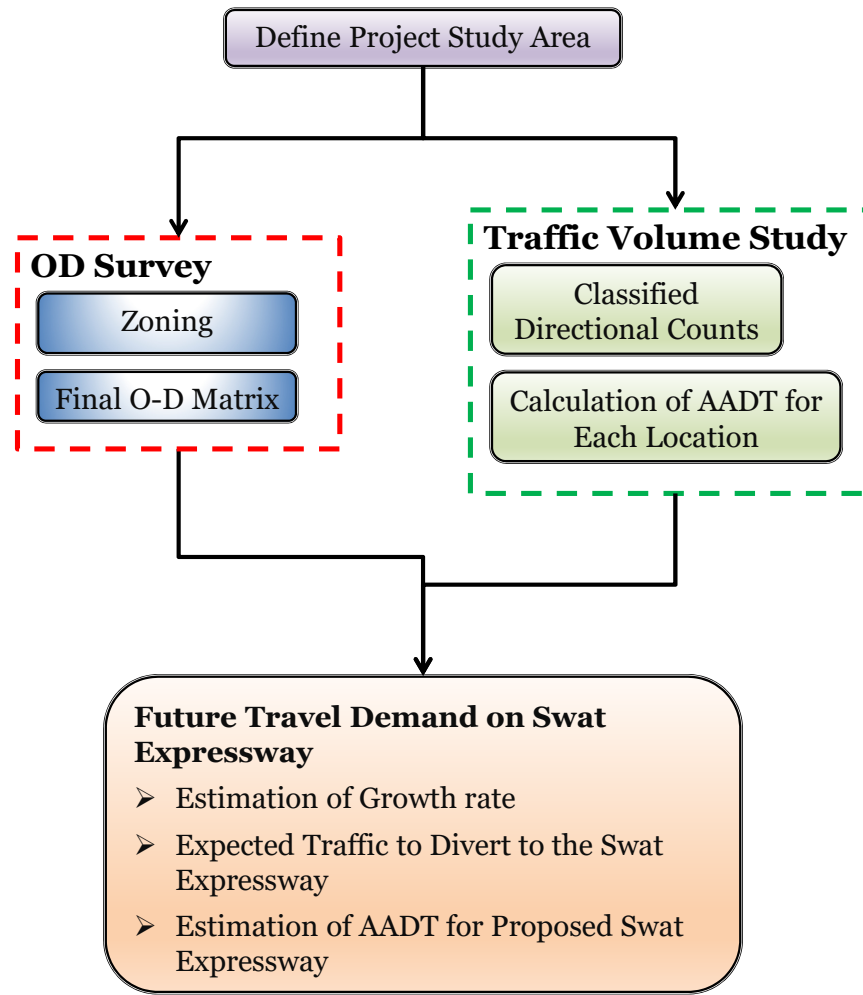 Define Project Study Area
OD Survey
Zoning
Final O-D Matrix
Traffic Volume Study
Classified
Directional Counts
Calculation of AADT for
Each Location
Future Travel Demand on Swat
Expressway
➢ Estimation of Growth rate
➢ Expected Traffic to Divert to the Swat
Expressway
➢ Estimation of AADT for Proposed Swat
Expressway